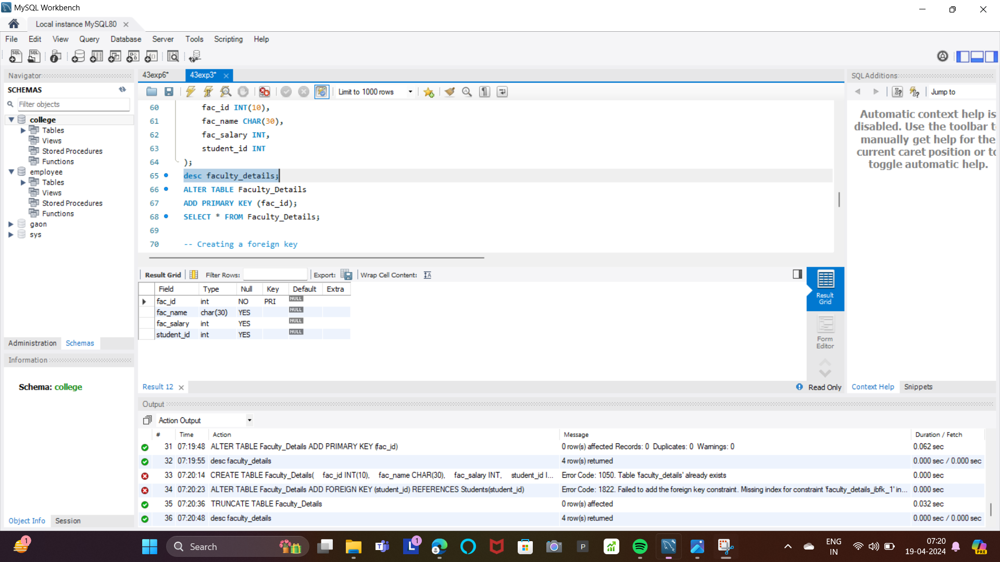 MySQL Workbench
Local instance MySQL80
File Edit View Query Database Server Tools Scripting Help
Navigator
SCHEMAS
Filter objects
college
Tables
Views
Stored Procedures
Functions
employee
Tables
Views
Stored Procedures
Functions
gaon
sys
Administration Schemas
Information
Schema: college
Object Info Session
43exp6* 43exp3*
Limit to 1000 rows
60 fac_id INT(10),
61 fac_name CHAR(30),
62 fac_salary INT,
63 student_id INT
64 );
65 desc faculty_details;
66 ALTER TABLE Faculty_Details
67 ADD PRIMARY KEY (fac_id);
68 SELECT * FROM Faculty_Details;
69
70 -- Creating a foreign key
Result Grid Filter Rows: Export: Wrap Cell Content:
Field Type Null Key Default Extra
fac_id int NO PRI NULL
fac_name char(30) YES NULL
fac_salary int YES NULL
student_id int YES NULL
Result Grid
Form Editor
Result 12
Read Only
SQLAdditions
Jump to
Automatic context help is
disabled. Use the toolbar t
manually get help for the
current caret position or to
toggle automatic help.
Context Help Snippets
Output
Action Output
# Time Action Message Duration / Fetch
31 07:19:48 ALTER TABLE Faculty_Details ADD PRIMARY KEY (fac_id) 0 row(s) affected Records: 0 Duplicates: 0 Warnings: 0 0.062 sec
32 07:19:55 desc faculty_details 4 row(s) returned 0.000 sec / 0.000 sec
33 07:20:14 CREATE TABLE Faculty_Details( fac_id INT(10), fac_name CHAR(30), fac_salary INT, student_id I... Error Code: 1050. Table 'faculty_details' already exists 0.000 sec
34 07:20:23 ALTER TABLE Faculty_Details ADD FOREIGN KEY (student_id) REFERENCES Students(student_id) Error Code: 1822. Failed to add the foreign key constraint. Missing index for constraint 'faculty_details_ibfk_1' in... 0.000 sec
35 07:20:36 TRUNCATE TABLE Faculty_Details 0 row(s) affected 0.032 sec
36 07:20:48 desc faculty_details 4 row(s) returned 0.000 sec / 0.000 sec
1
Search
L 1
P
ENG
IN
07:20
19-04-2024
PRE